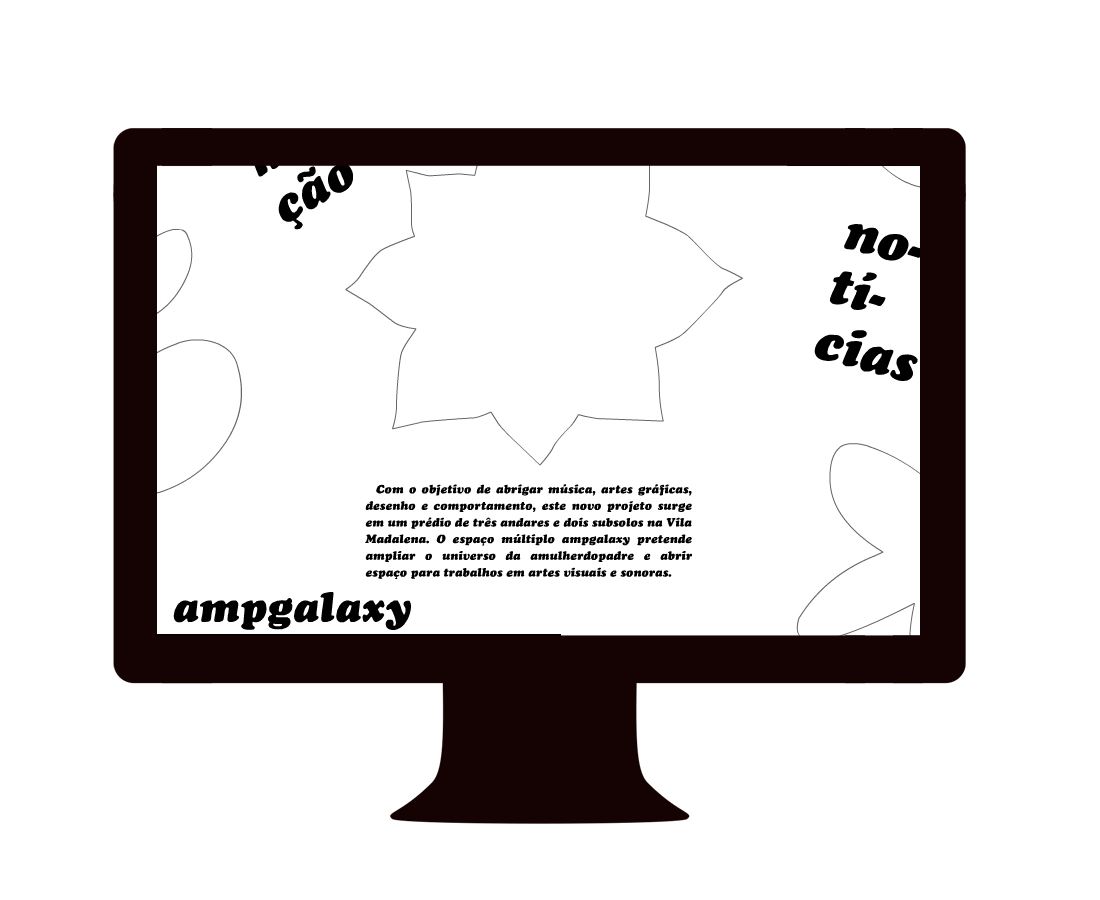 ção
no-
tí-
cias
Com o objetivo de abrigar música, artes gráficas,
desenho e comportamento, este novo projeto surge
em um prédio de três andares e dois subsolos na Vila
Madalena. O espaço múltiplo ampgalaxy pretende
ampliar o universo da amulherdopadre e abrir
espaço para trabalhos em artes visuais e sonoras.
ampgalaxy